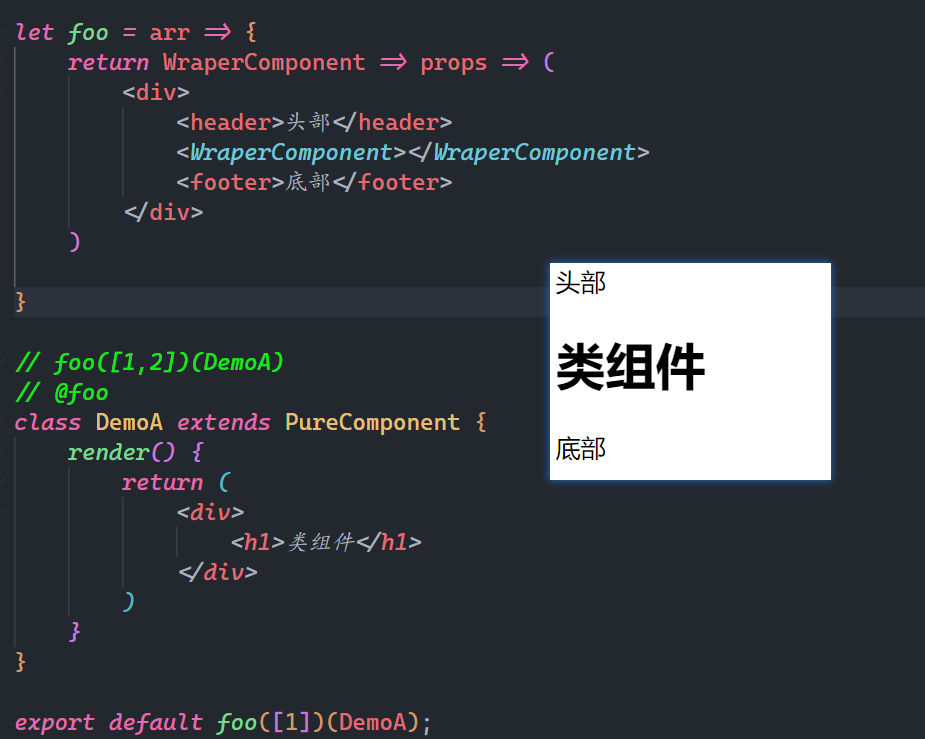 let foo = arr => {
    return WraperComponent => props => (
        <div>
            <header>头部</header>
            <WraperComponent></WraperComponent>
            <footer>底部</footer>
        </div>
    )
}
// foo([1,2])(DemoA)
// @foo
class DemoA extends PureComponent {
    render() {
        return (
            <div>
                <h1>类组件</h1>
            </div>
        )
    }
}
export default foo([1])(DemoA);
头部
类组件
底部